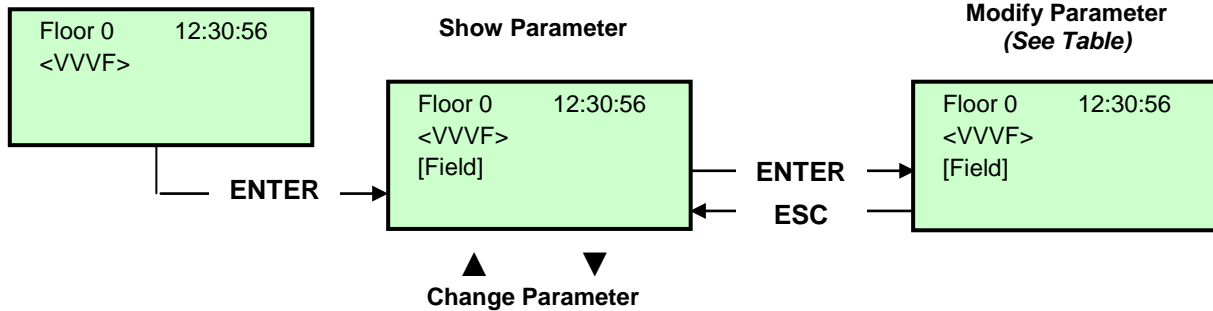 Floor 0 12:30:56
<VVVF>
ENTER
Show Parameter
Floor 0 12:30:56
<VVVF>
[Field]
▲ ▼
Change Parameter
ENTER
ESC
Modify Parameter
(See Table)
Floor 0 12:30:56
<VVVF>
[Field]